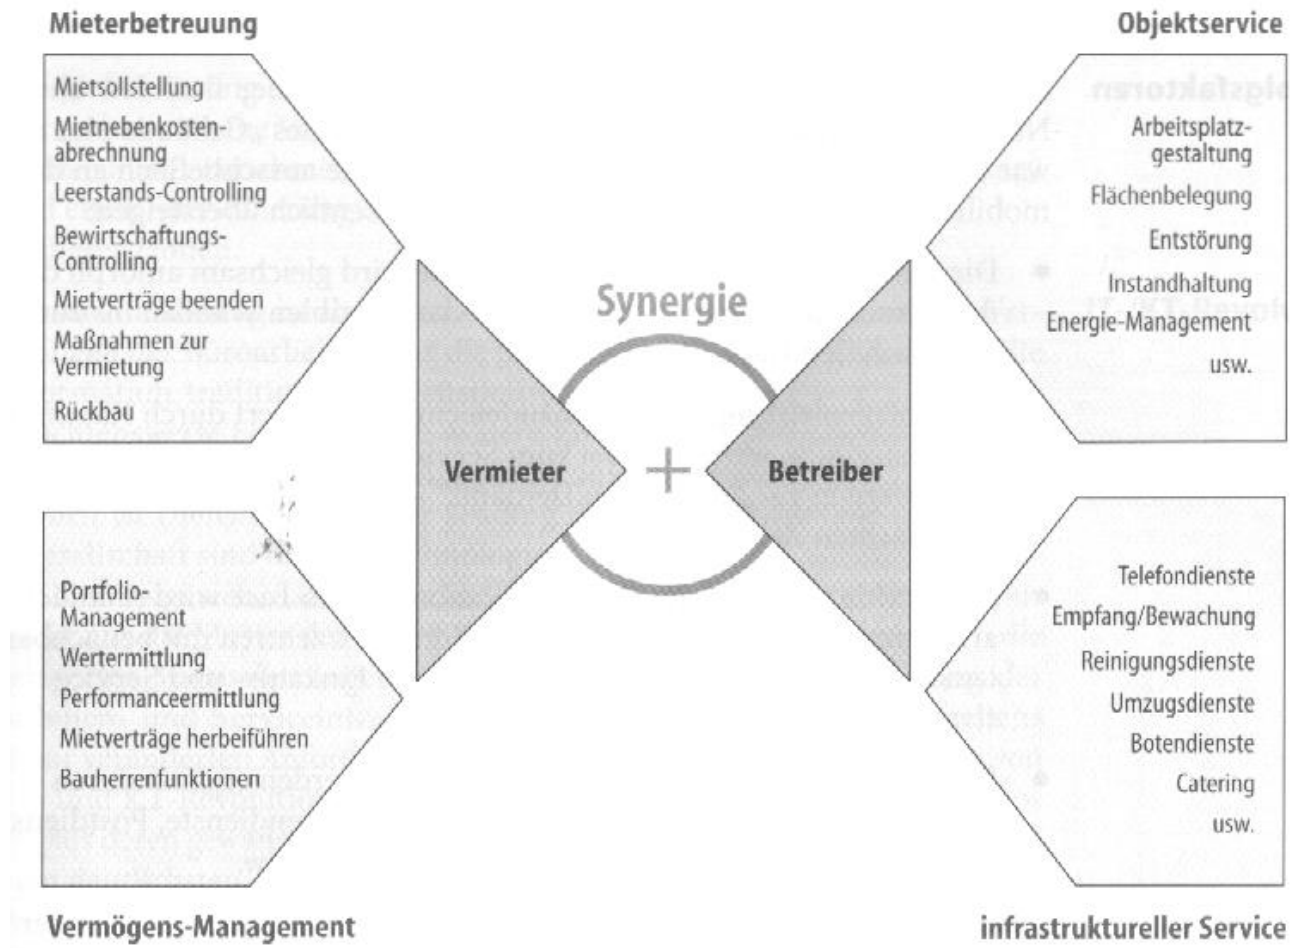 Mieterbetreuung
Mietsollstellung
Mietnebenkosten-
abrechnung
Leerstands-Controlling
Bewirtschaftungs-
Controlling
Mietverträge beenden
Maßnahmen zur
Vermietung
Rückbau
Objektservice
Arbeitsplatz-
gestaltung
Flächenbelegung
Entstörung
Instandhaltung
Energie-Management
usw.
Synergie
Vermieter
+
Betreiber
Portfolio-
Management
Wertermittlung
Performanceermittlung
Mietverträge herbeiführen
Bauherrenfunktionen
Vermögens-Management
Telefondienste
Empfang/Bewachung
Reinigungsdienste
Umzugsdienste
Botendienste
Catering
usw.
infrastruktureller Service